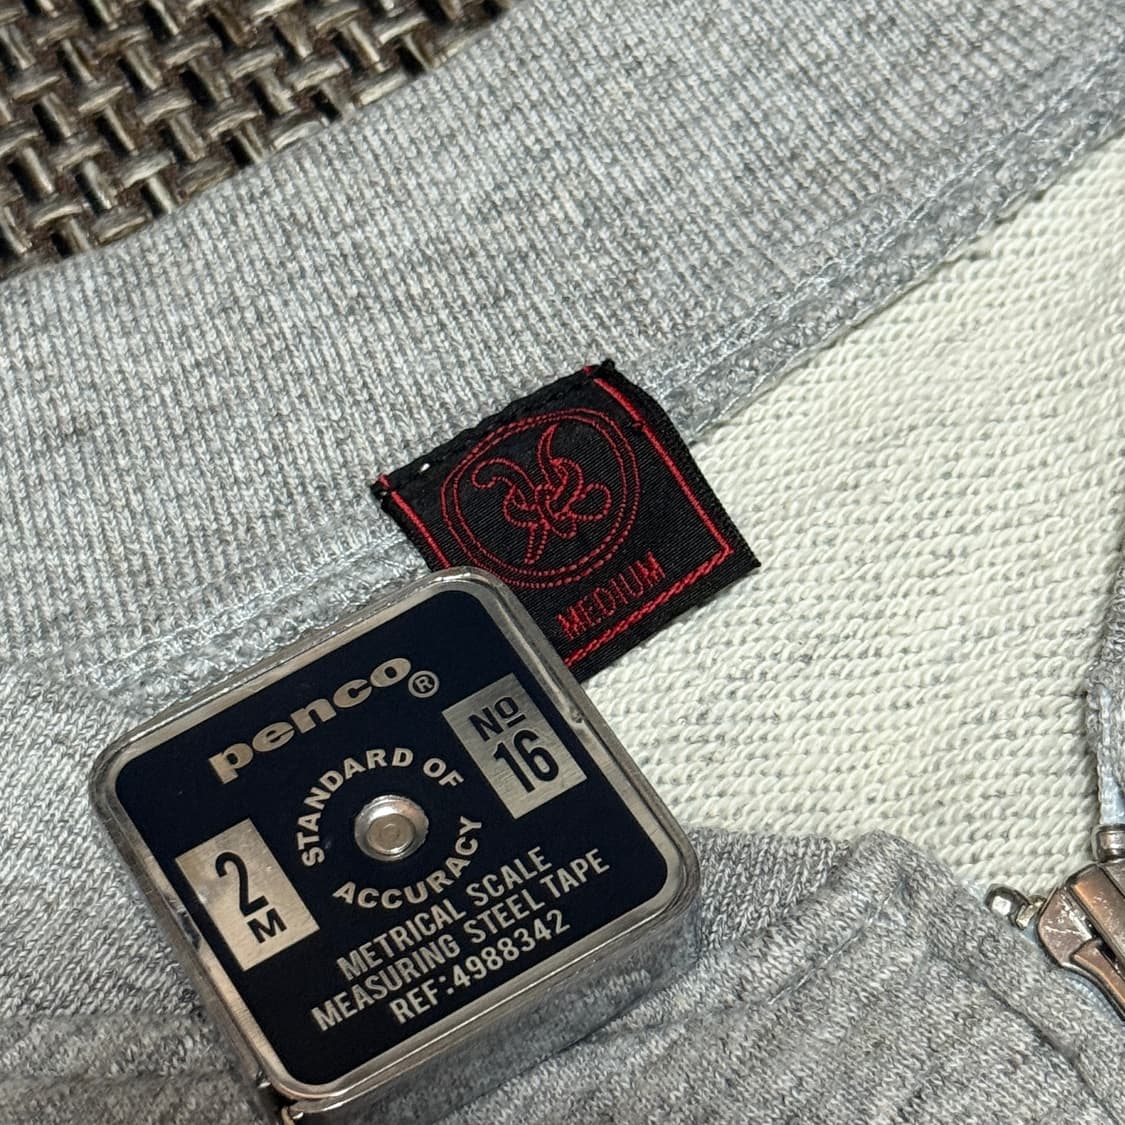 MEDIUM
penco®
Nº
16
STANDARD OF
ACCURACY
2
M
METRICAL SCALE
MEASURING STEEL TAPE
REF:4988342